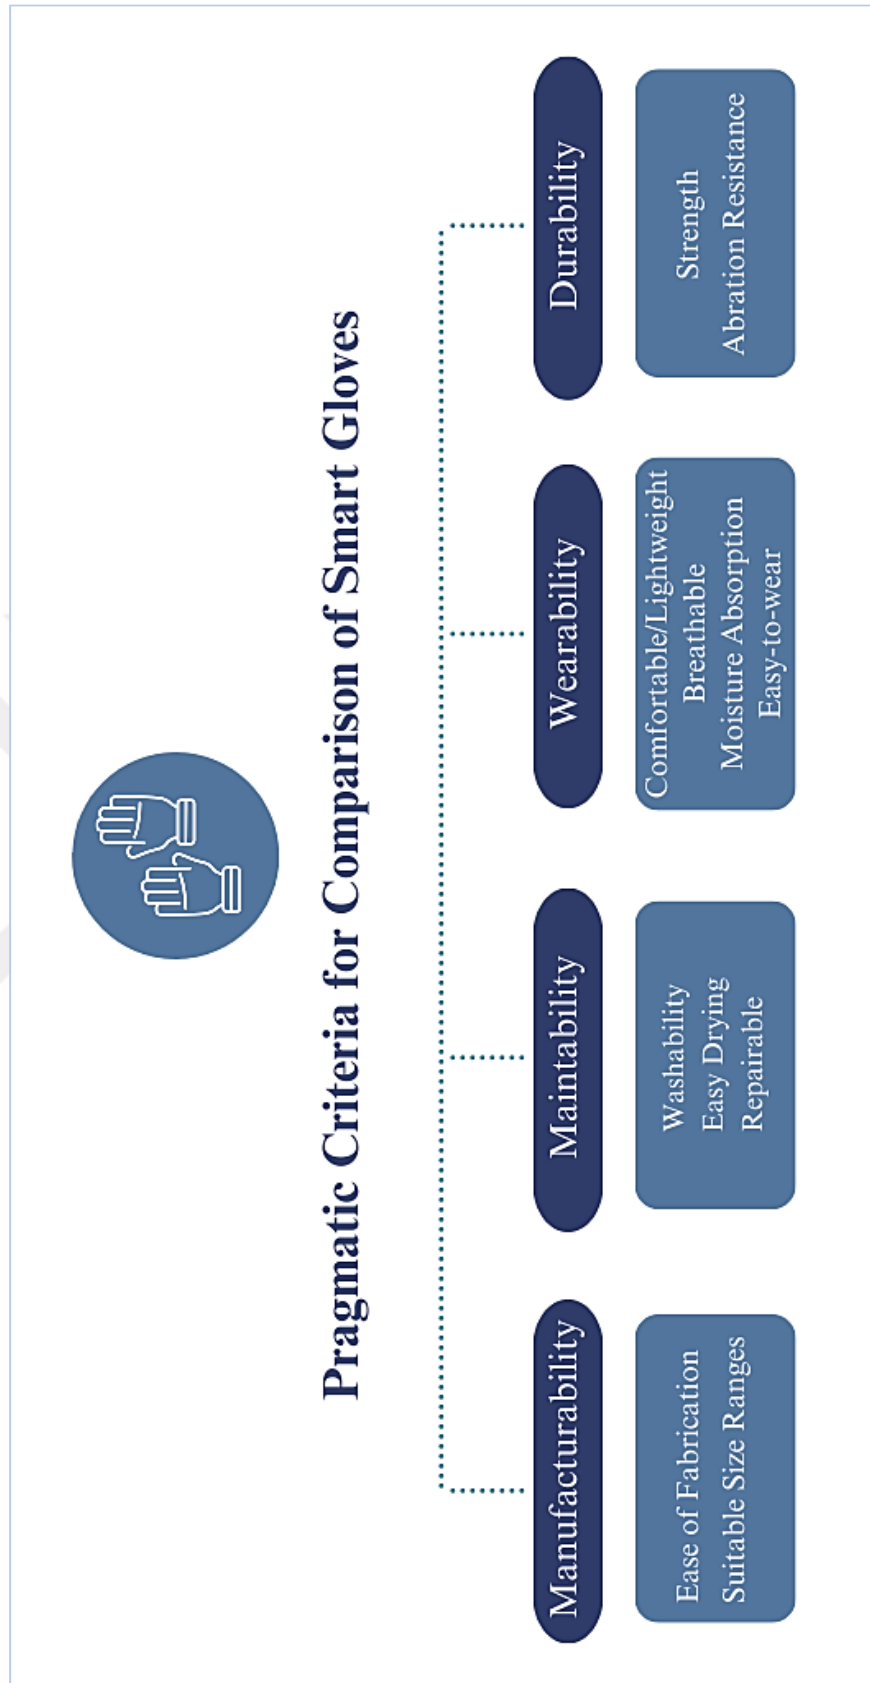 Pragmatic Criteria for Comparison of Smart Gloves
Manufacturability
Ease of Fabrication
Suitable Size Ranges
Maintability
Washability
Easy Drying
Repairable
Wearability
Comfortable/Lightweight
Breathable
Moisture Absorption
Easy-to-wear
Durability
Strength
Abration Resistance